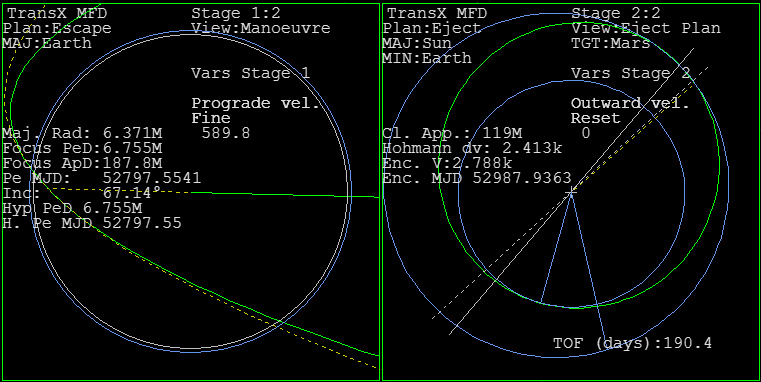 TransX MFD Stage 1:2
Plan:Escape View:Manoeuvre
MAJ:Earth
Vars Stage 1
Prograde vel.
Fine
Maj. Rad: 6.371M 589.8
Focus PeD:6.755M
Focus ApD:187.8M
Pe MJD: 52797.5541
Inc: 67.14°
Hyp PeD 6.755M
H. Pe MJD 52797.55
TransX MFD Stage 2:2
Plan:Eject View:Eject Plan
MAJ:Sun TGT:Mars
MIN:Earth
Vars Stage 2
Outward vel.
Reset
Cl. App.: 119M 0
Hohmann dv: 2.413k
Enc. V:2.788k
Enc. MJD 52987.9363
TOF (days):190.4